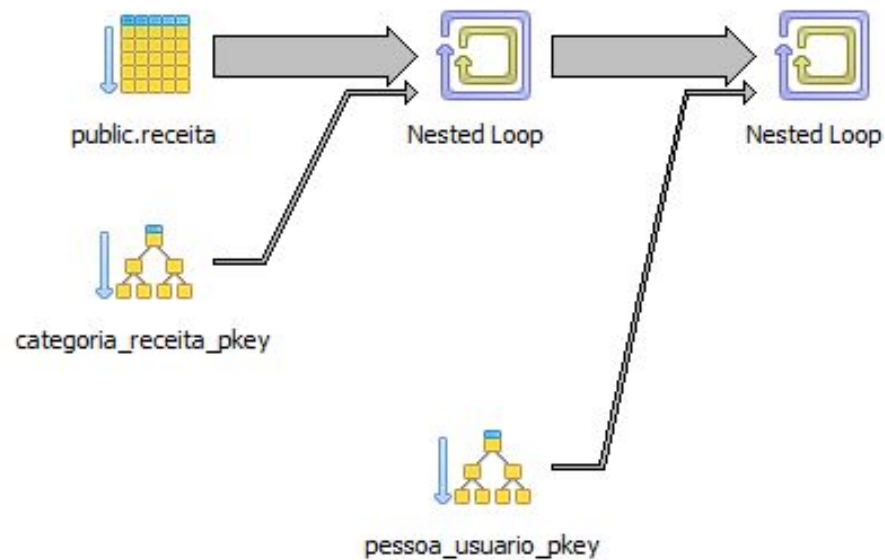 public.receita
Nested Loop
Nested Loop
categoria_receita_pkey
pessoa_usuario_pkey